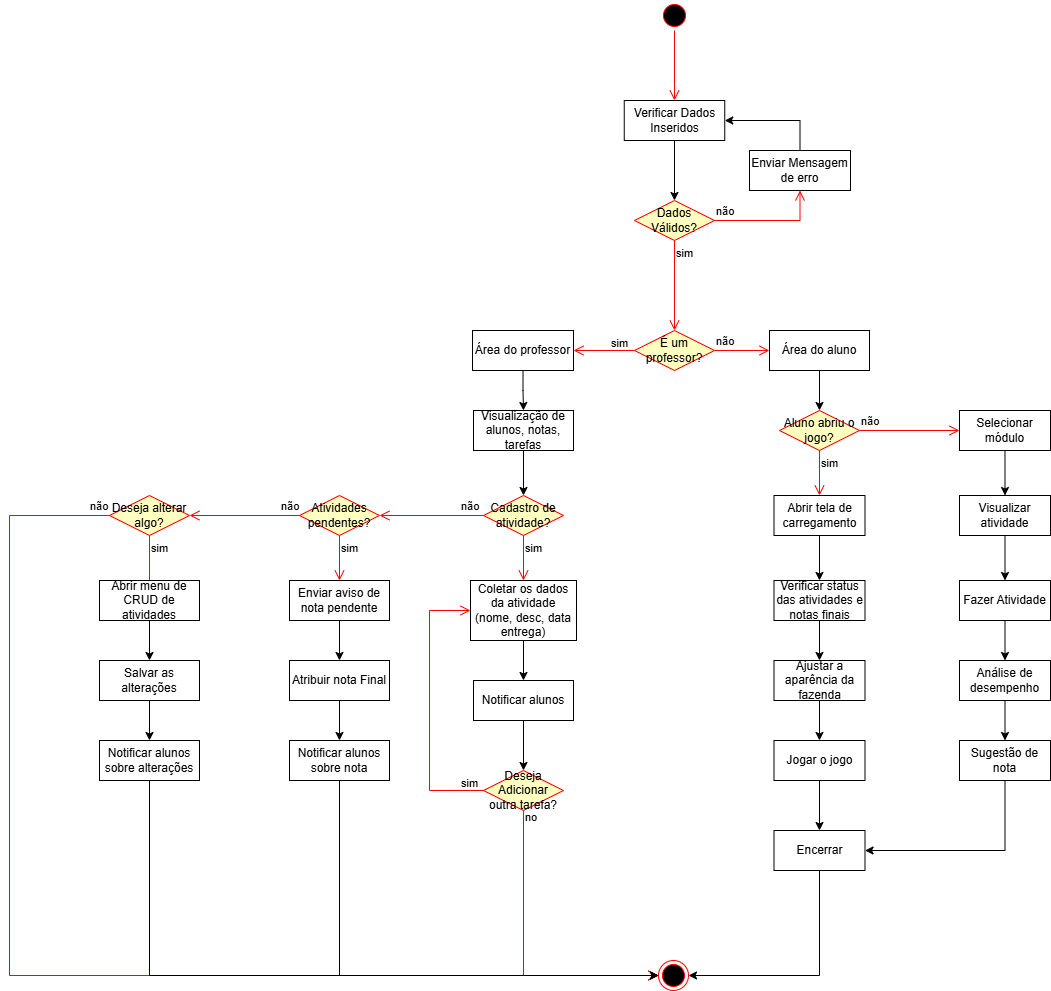 Verificar Dados
Inseridos
Enviar Mensagem
de erro
Dados
Válidos?
não
sim
É um
professor?
sim
não
Área do professor
Área do aluno
Visualização de
alunos, notas,
tarefas
Aluno abriu o
jogo?
não
sim
Selecionar
módulo
Cadastro de
atividade?
não
sim
Atividades
pendentes?
não
sim
Deseja alterar
algo?
não
sim
Abrir tela de
carregamento
Visualizar
atividade
Abrir menu de
CRUD de
atividades
Enviar aviso de
nota pendente
Coletar os dados
da atividade
(nome, desc, data
entrega)
Verificar status
das atividades e
notas finais
Fazer Atividade
Salvar as
alterações
Atribuir nota Final
Notificar alunos
Ajustar a
aparência da
fazenda
Análise de
desempenho
Notificar alunos
sobre alterações
Notificar alunos
sobre nota
Deseja
Adicionar
outra tarefa?
sim
no
Jogar o jogo
Sugestão de
nota
Encerrar